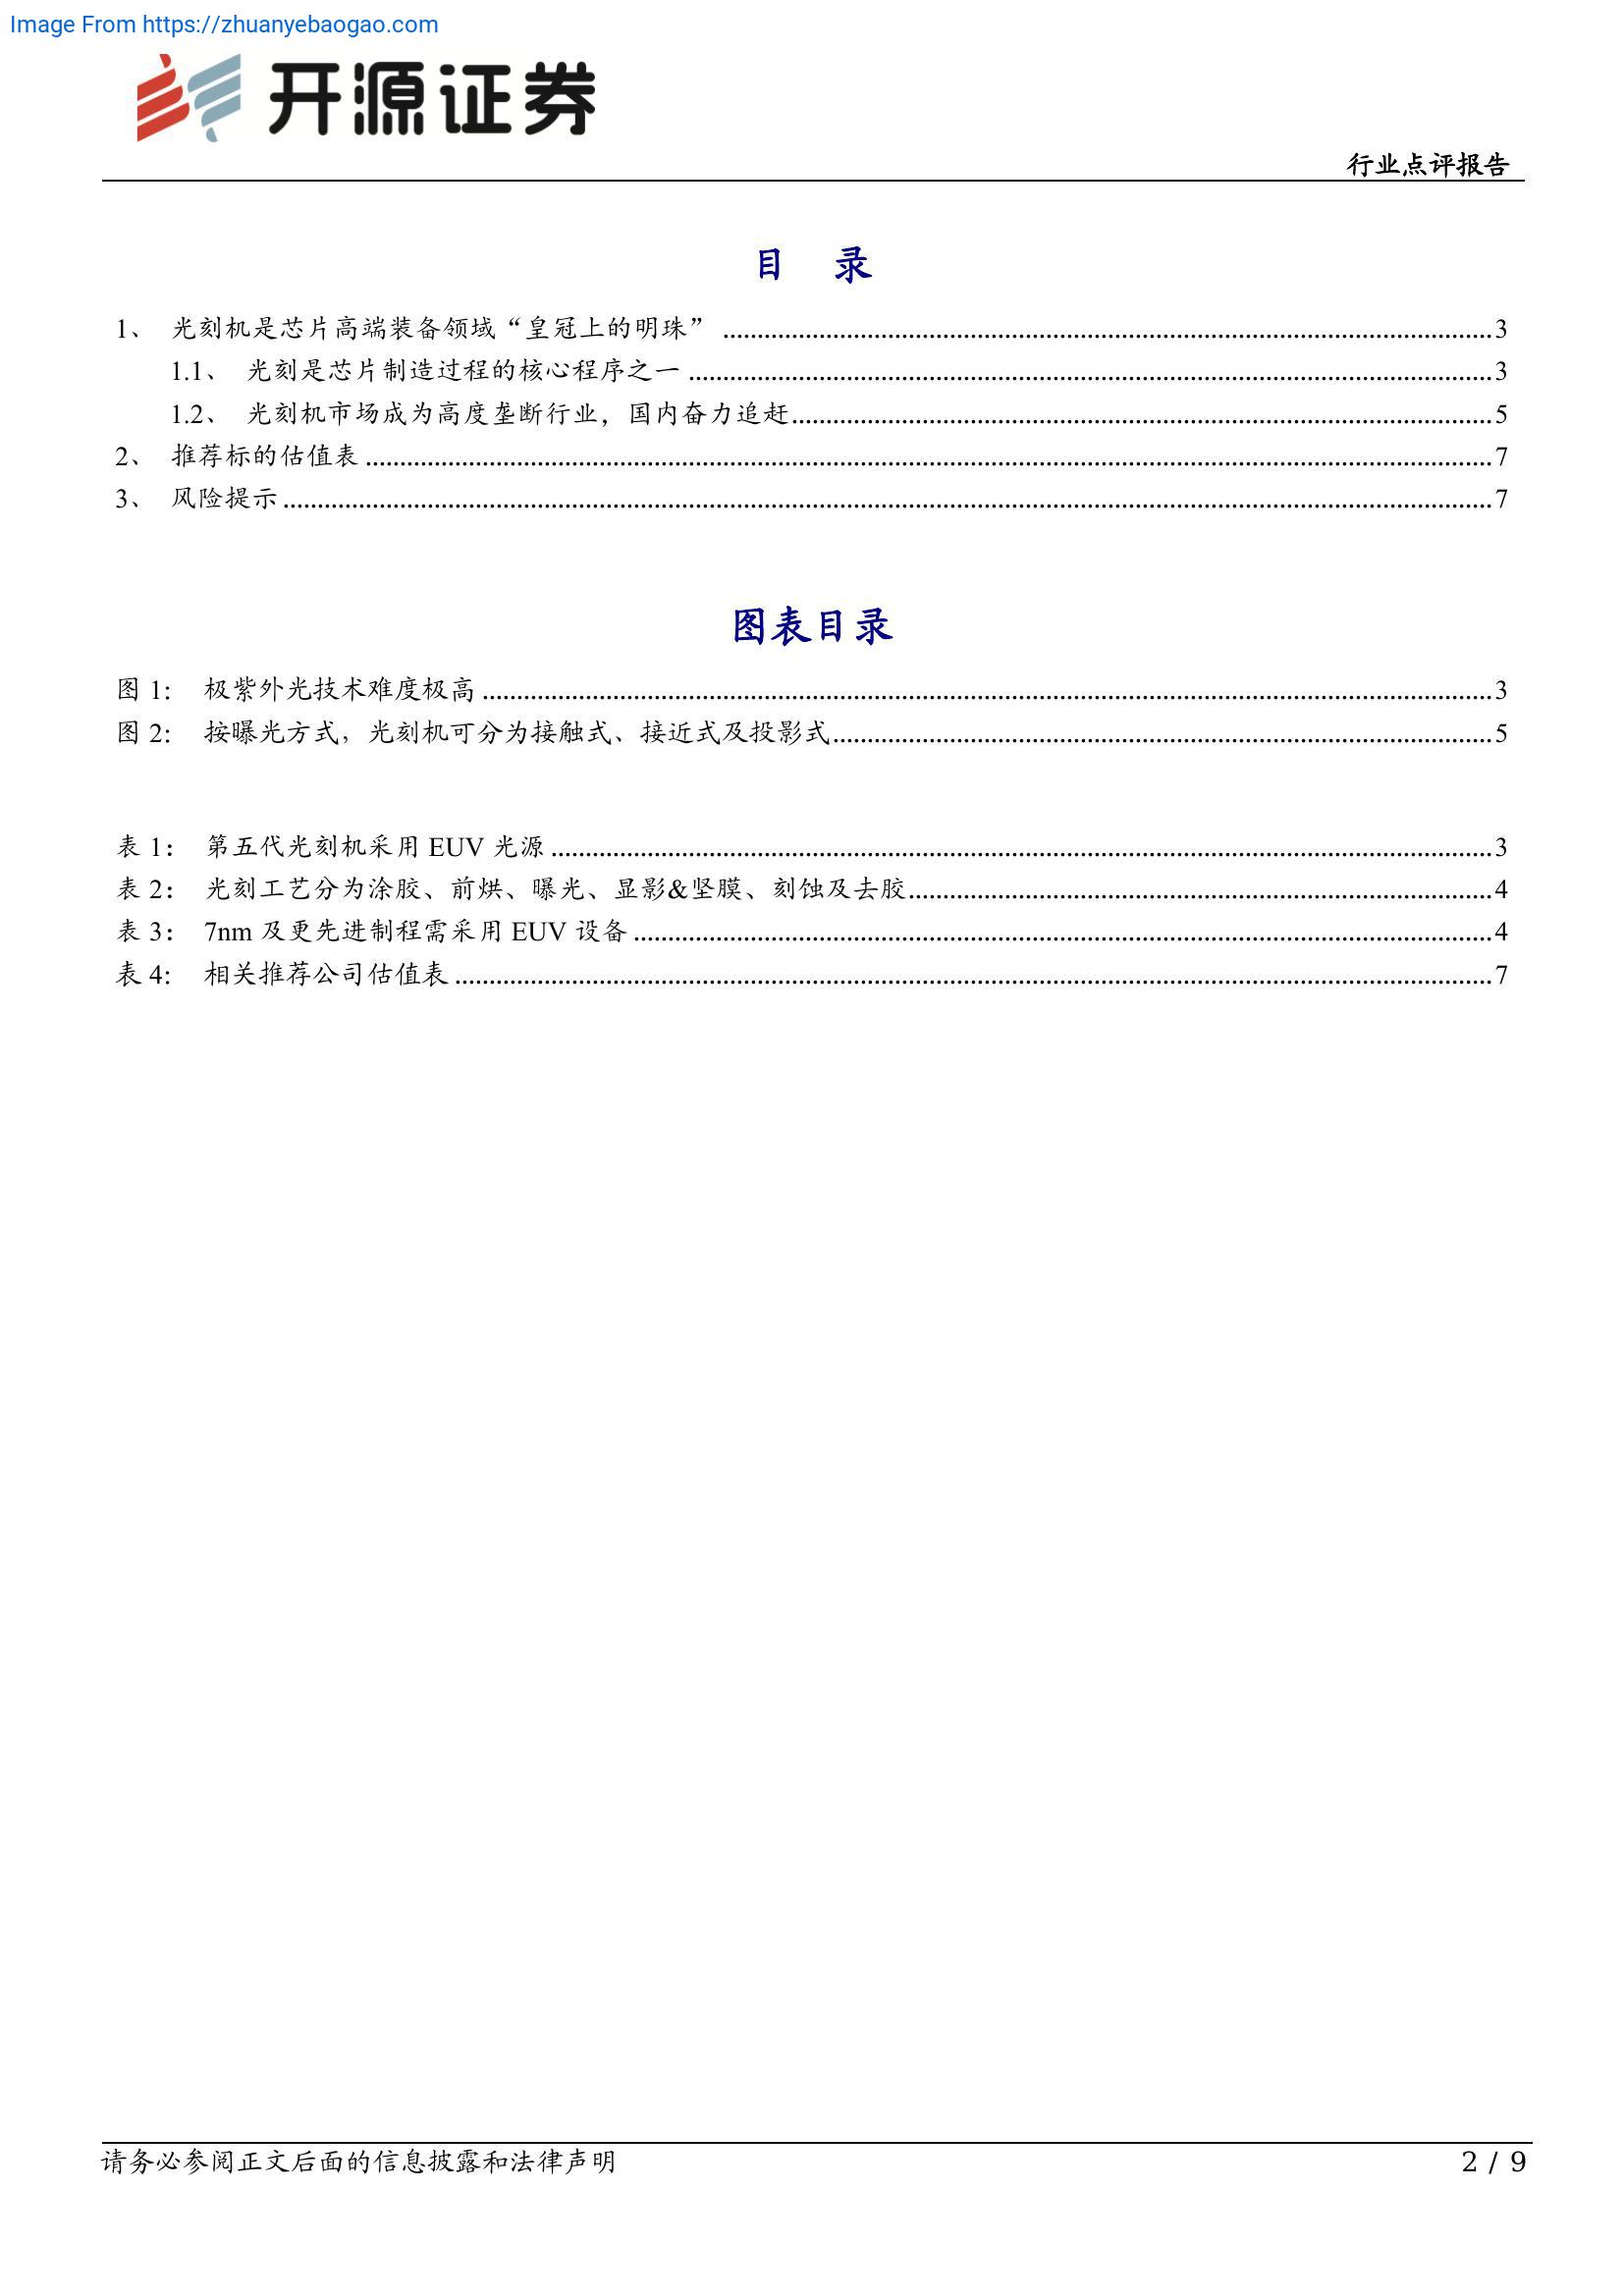 Image From https://zhuanyebaogao.com
开源证券
行业点评报告
目 录
1、 光刻机是芯片高端装备领域“皇冠上的明珠” ........ 3
1.1、 光刻是芯片制造过程的核心程序之一 ........ 3
1.2、 光刻机市场成为高度垄断行业，国内奋力追赶 ........ 5
2、 推荐标的估值表 ........ 7
3、 风险提示 ........ 7
图表目录
图 1： 极紫外光技术难度极高 ........ 3
图 2： 按曝光方式，光刻机可分为接触式、接近式及投影式 ........ 5
表 1： 第五代光刻机采用 EUV 光源 ........ 3
表 2： 光刻工艺分为涂胶、前烘、曝光、显影&坚膜、刻蚀及去胶 ........ 4
表 3： 7nm 及更先进制程需采用 EUV 设备 ........ 4
表 4： 相关推荐公司估值表 ........ 7
请务必参阅正文后面的信息披露和法律声明
2 / 9